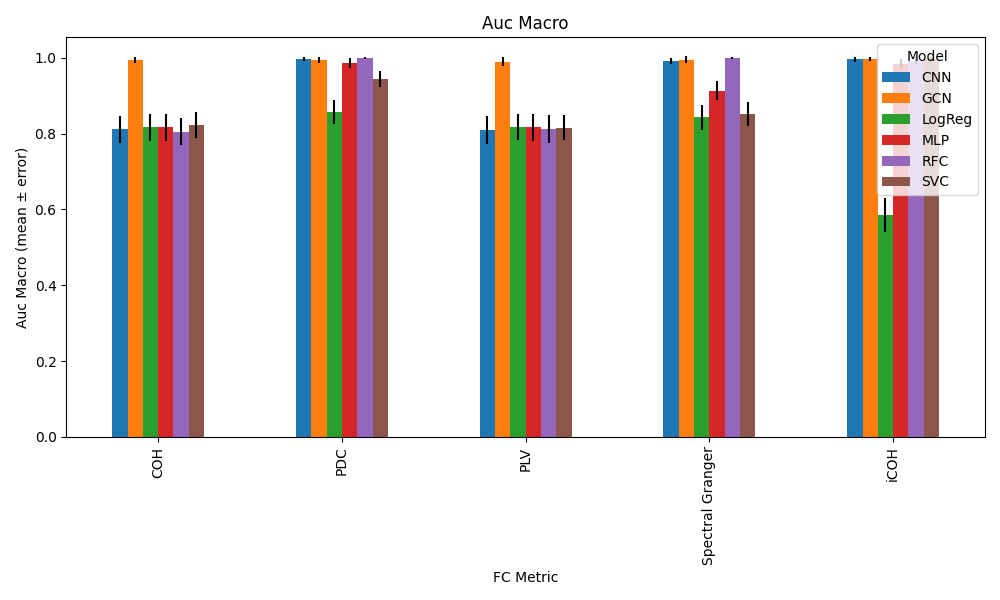 Auc Macro
Model
CNN
GCN
LogReg
MLP
RFC
SVC
Auc Macro (mean ± error)
1.0
0.8
0.6
0.4
0.2
0.0
COH
PDC
PLV
Spectral Granger
iCOH
FC Metric